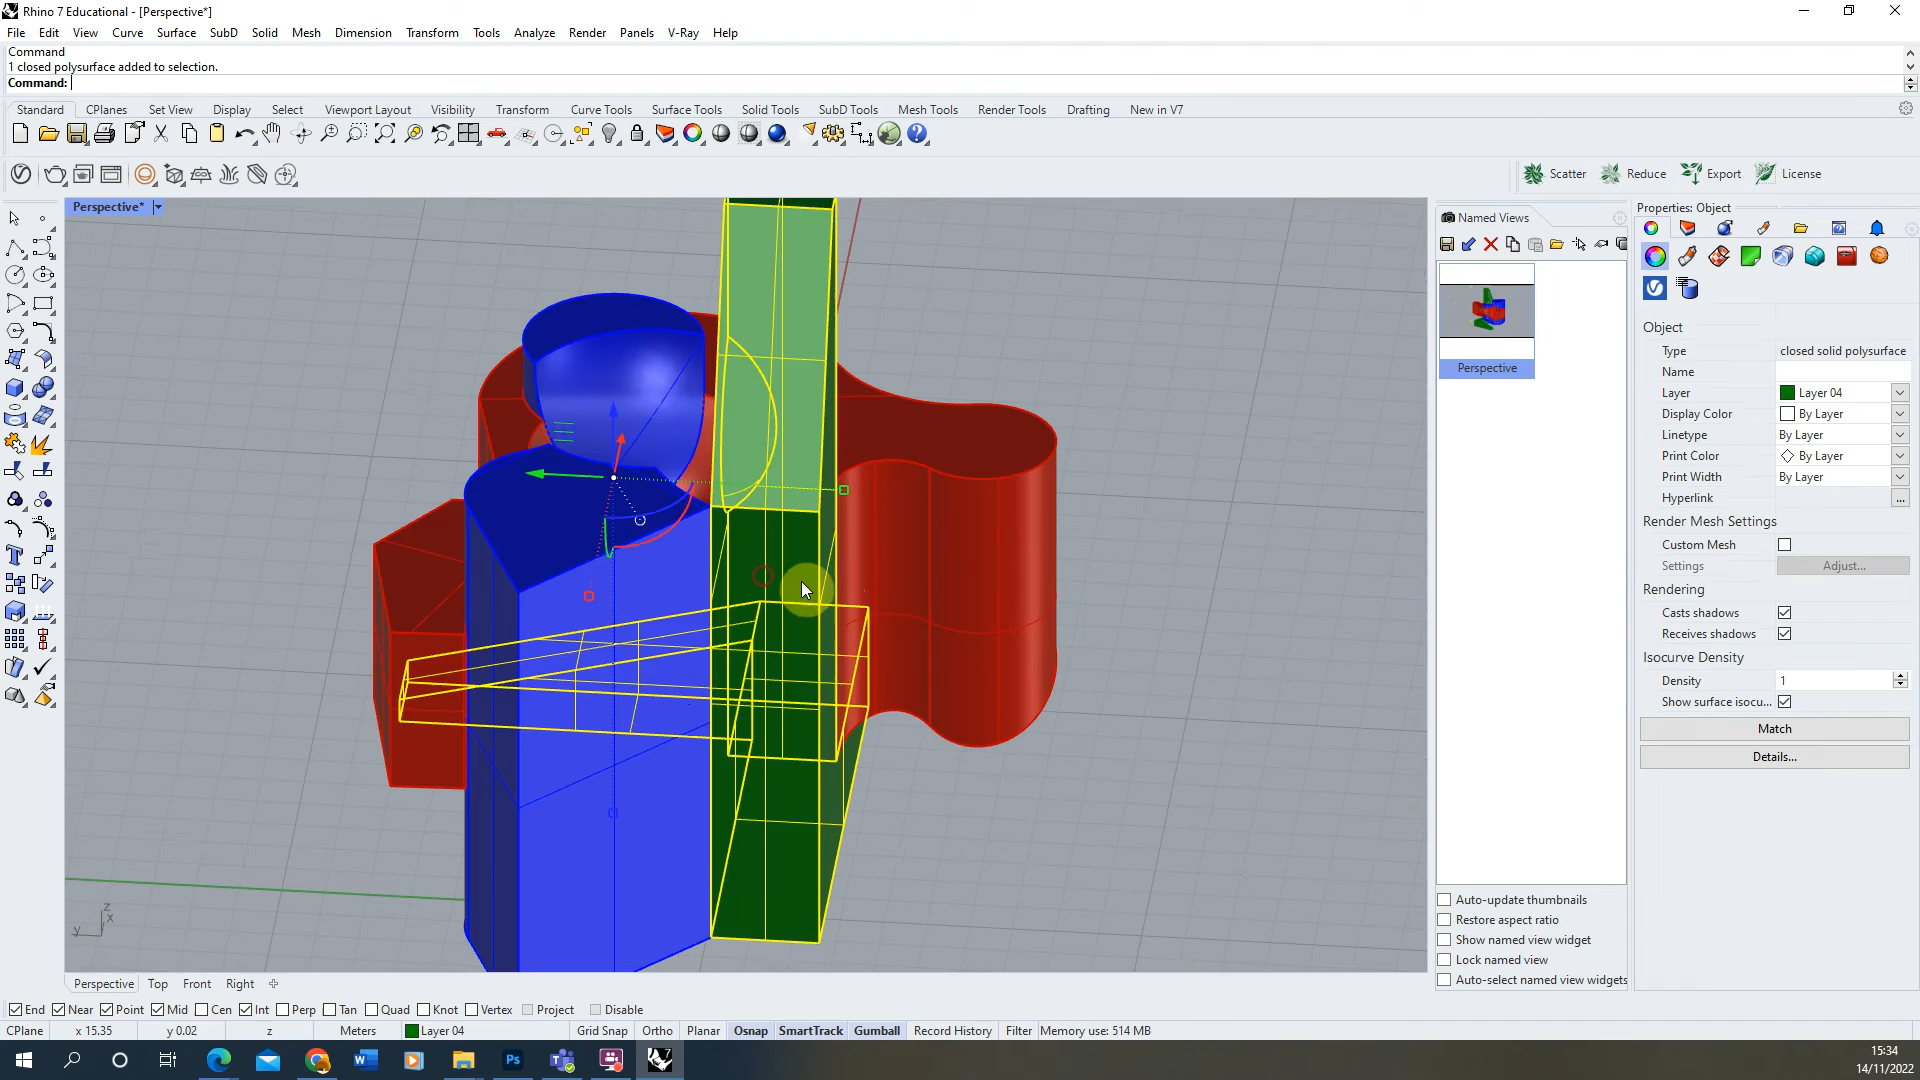 Rhino 7 Educational - [Perspective*]
File Edit View Curve Surface SubD Solid Mesh Dimension Transform Tools Analyze Render Panels V-Ray Help
Command
1 closed polysurface added to selection.
Command:
Standard CPlanes Set View Display Select Viewport Layout Visibility Transform Curve Tools Surface Tools Solid Tools SubD Tools Mesh Tools Render Tools Drafting New in V7
Scatter Reduce Export License
Perspective*
Named Views
Perspective
Auto-update thumbnails
Restore aspect ratio
Show named view widget
Lock named view
Auto-select named view widgets
Properties: Object
Object
Type closed solid polysurface
Name
Layer Layer 04
Display Color By Layer
Linetype By Layer
Print Color By Layer
Print Width By Layer
Hyperlink ...
Render Mesh Settings
Custom Mesh
Settings Adjust...
Rendering
Casts shadows
Receives shadows
Isocurve Density
Density 1
Show surface isocu...
Match
Details...
z
x
y
Perspective Top Front Right
End Near Point Mid Cen Int Perp Tan Quad Knot Vertex Project Disable
CPlane x 15.35 y 0.02 z Meters Layer 04 Grid Snap Ortho Planar Osnap SmartTrack Gumball Record History Filter Memory use: 514 MB
15:34
14/11/2022